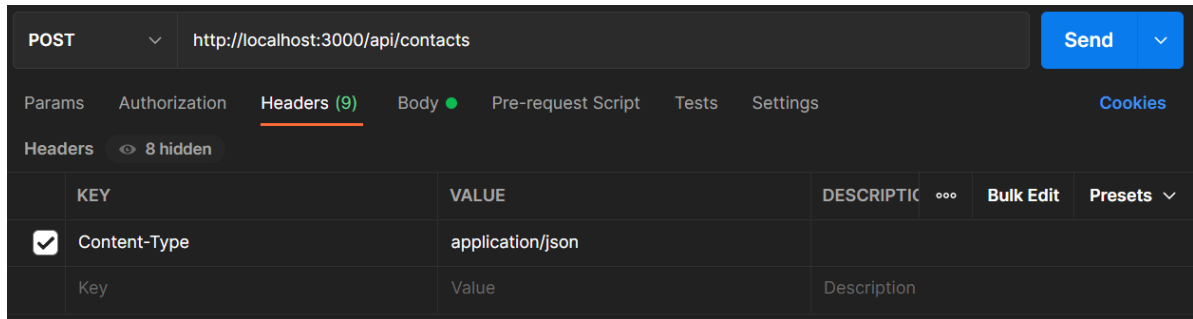 POST http://localhost:3000/api/contacts Send
Params Authorization Headers (9) Body Pre-request Script Tests Settings Cookies
Headers 8 hidden
KEY VALUE DESCRIPTIC ooo Bulk Edit Presets
Content-Type application/json
Key Value Description